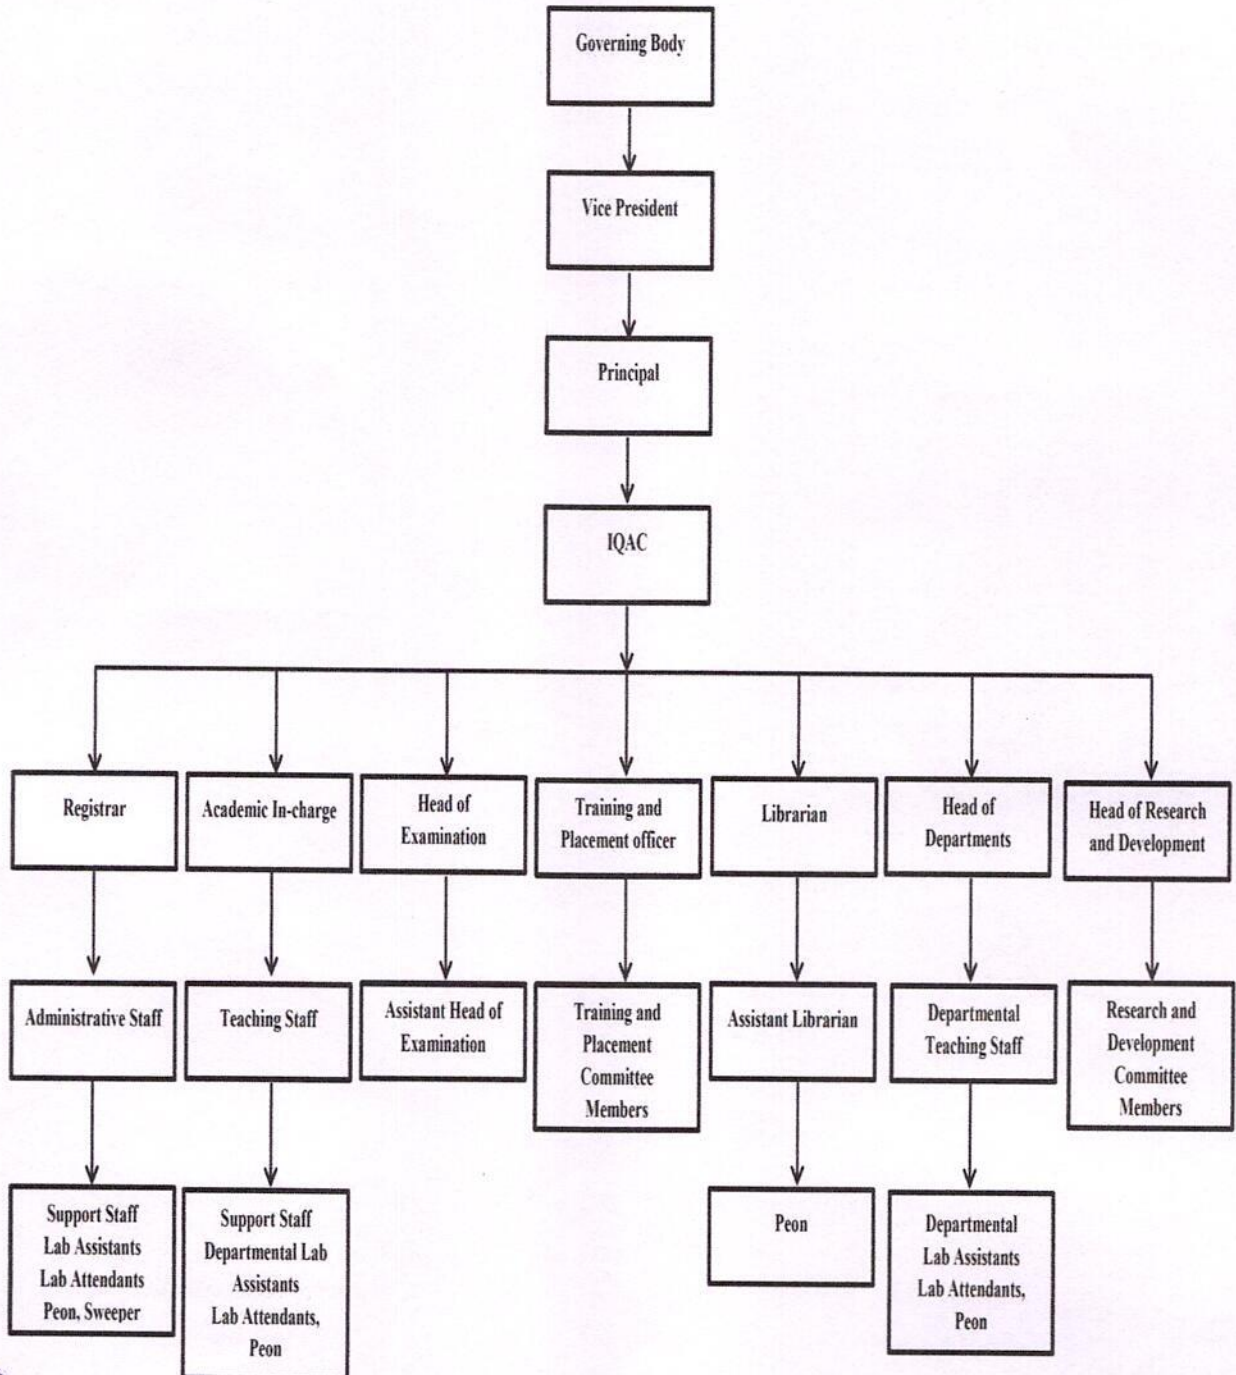 Governing Body
Vice President
Principal
IQAC
Registrar
Academic In-charge
Head of
Examination
Training and
Placement officer
Librarian
Head of
Departments
Head of Research
and Development
Administrative Staff
Teaching Staff
Assistant Head of
Examination
Training and
Placement
Committee
Members
Assistant Librarian
Departmental
Teaching Staff
Research and
Development
Committee
Members
Support Staff
Lab Assistants
Lab Attendants
Peon, Sweeper
Support Staff
Departmental Lab
Assistants
Lab Attendants,
Peon
Peon
Departmental
Lab Assistants
Lab Attendants,
Peon